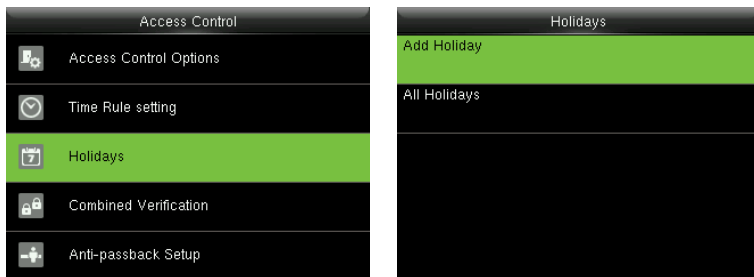 Access Control
Access Control Options
Time Rule setting
7
Holidays
Combined Verification
Anti-passback Setup
Holidays
Add Holiday
All Holidays